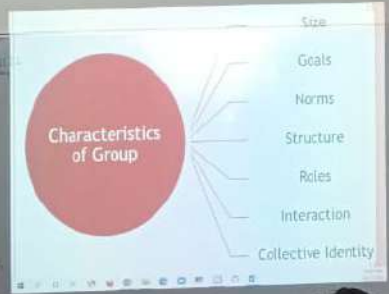 Characteristics
of Group
Size
Goals
Norms
Structure
Roles
Interaction
Collective Identity